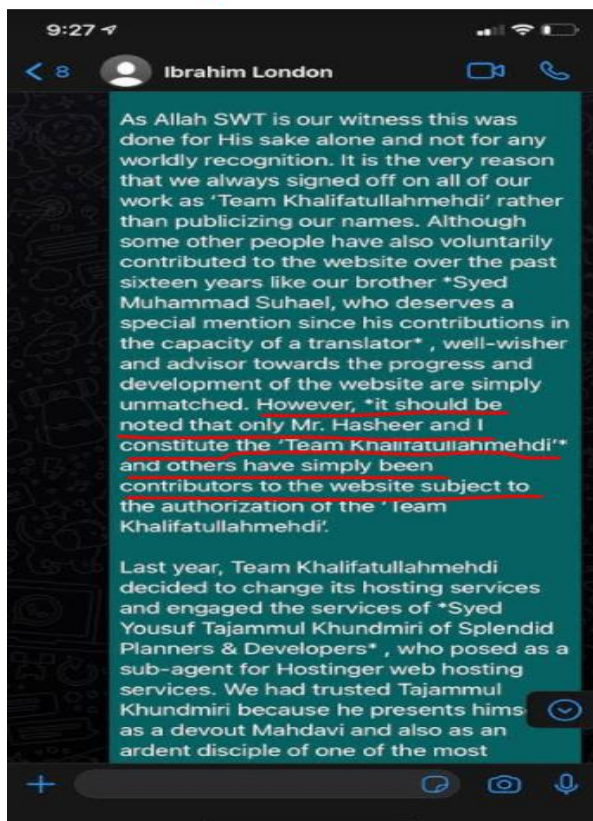 9:27
8 Ibrahim London
As Allah SWT is our witness this was
done for His sake alone and not for any
worldly recognition. It is the very reason
that we always signed off on all of our
work as 'Team Khalifatullahmehdi' rather
than publicizing our names. Although
some other people have also voluntarily
contributed to the website over the past
sixteen years like our brother *Syed
Muhammad Suhael, who deserves a
special mention since his contributions in
the capacity of a translator* , well-wisher
and advisor towards the progress and
development of the website are simply
unmatched. However, *it should be
noted that only Mr. Hasheer and I
constitute the 'Team Khalifatullahmehdi'*
and others have simply been
contributors to the website subject to
the authorization of the 'Team
Khalifatullahmehdi'.
Last year, Team Khalifatullahmehdi
decided to change its hosting services
and engaged the services of *Syed
Yousuf Tajammul Khundmiri of Splendid
Planners & Developers* , who posed as a
sub-agent for Hostinger web hosting
services. We had trusted Tajammul
Khundmiri because he presents hims
as a devout Mahdavi and also as an
ardent disciple of one of the most